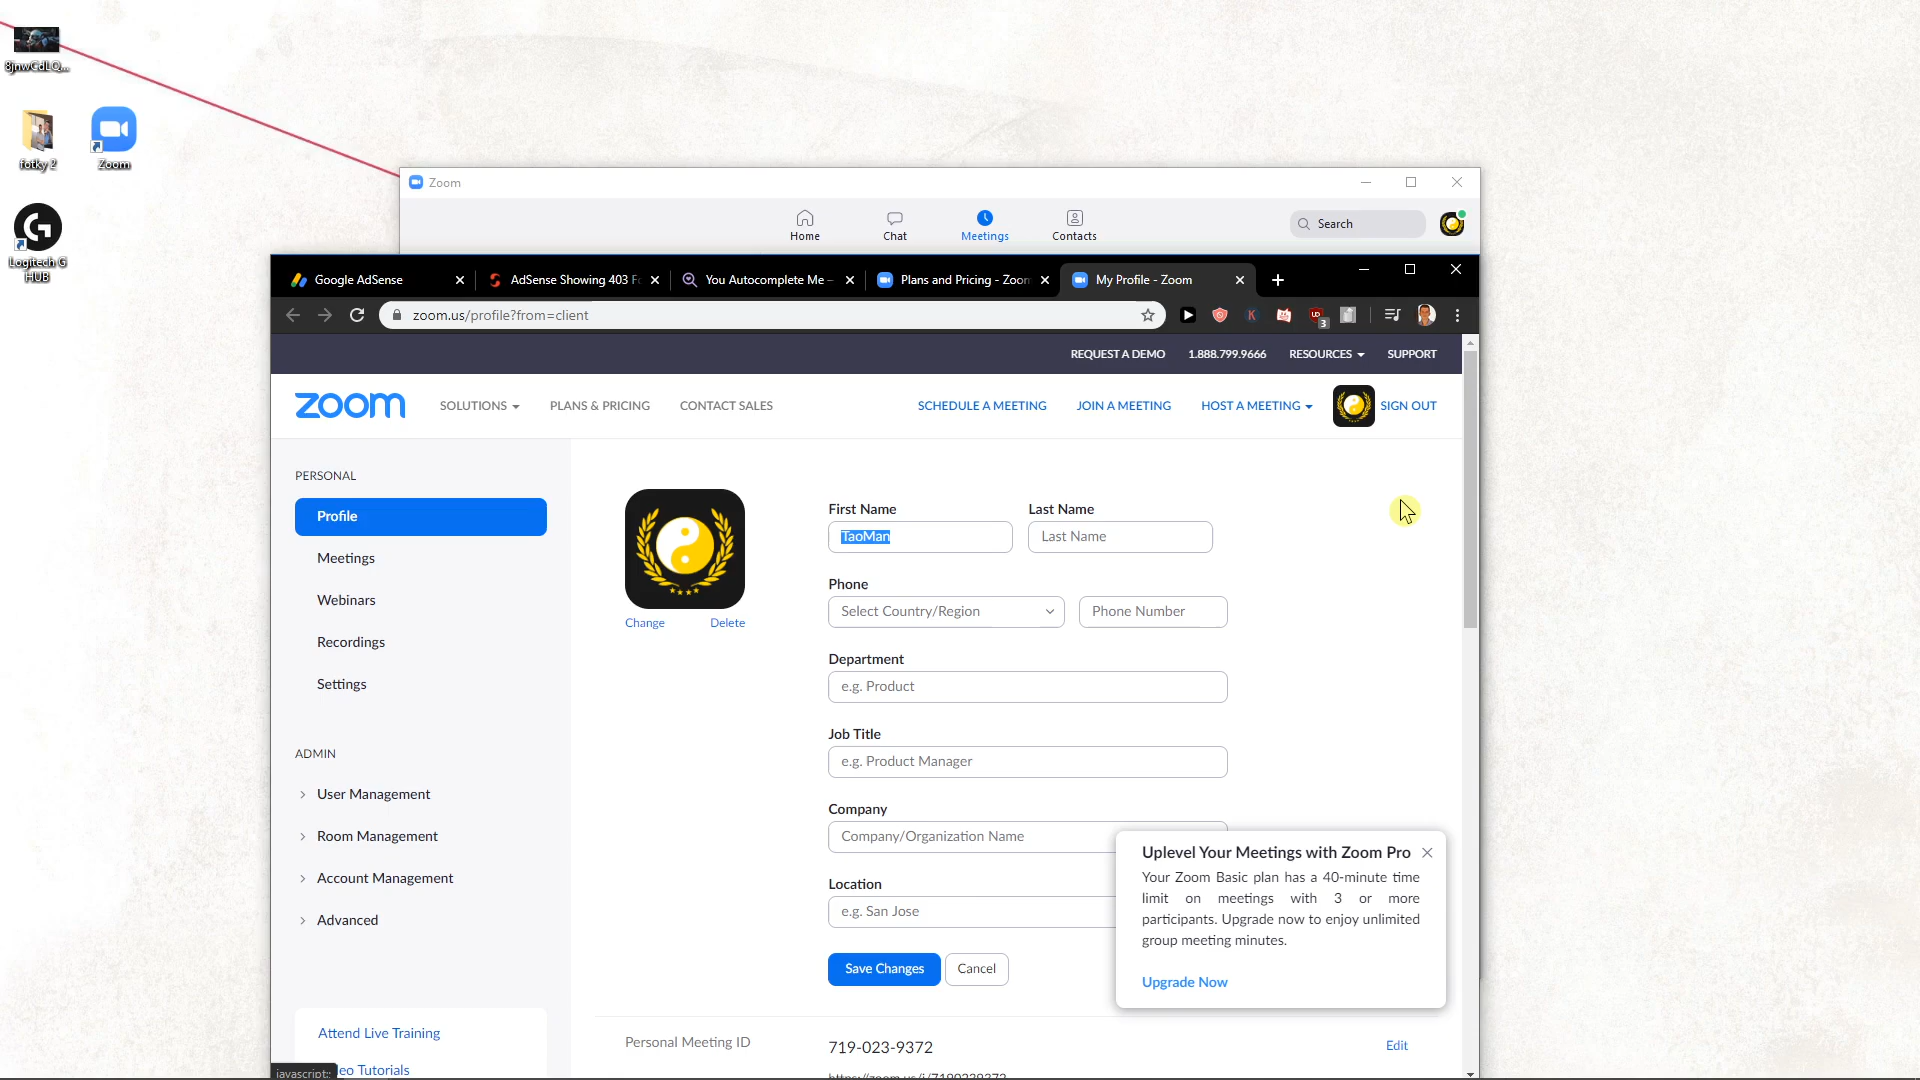 8jnwCdLQ...
fotky 2
Zoom
Logitech G
HUB
Zoom
Home
Chat
Meetings
Contacts
Search
Google AdSense
AdSense Showing 403 Fo
You Autocomplete Me –
Plans and Pricing - Zoom
My Profile - Zoom
zoom.us/profile?from=client
3
REQUEST A DEMO
1.888.799.9666
RESOURCES
SUPPORT
zoom
SOLUTIONS
PLANS & PRICING
CONTACT SALES
SCHEDULE A MEETING
JOIN A MEETING
HOST A MEETING
SIGN OUT
PERSONAL
Profile
Meetings
Webinars
Recordings
Settings
ADMIN
User Management
Room Management
Account Management
Advanced
Attend Live Training
eo Tutorials
javascript:;
Change
Delete
First Name
Last Name
TaoMan
Last Name
Phone
Select Country/Region
Phone Number
Department
e.g. Product
Job Title
e.g. Product Manager
Company
Company/Organization Name
Location
e.g. San Jose
Save Changes
Cancel
Uplevel Your Meetings with Zoom Pro
Your Zoom Basic plan has a 40-minute time
limit on meetings with 3 or more
participants. Upgrade now to enjoy unlimited
group meeting minutes.
Upgrade Now
Personal Meeting ID
719-023-9372
Edit
https://zoom.us/j/7190239372